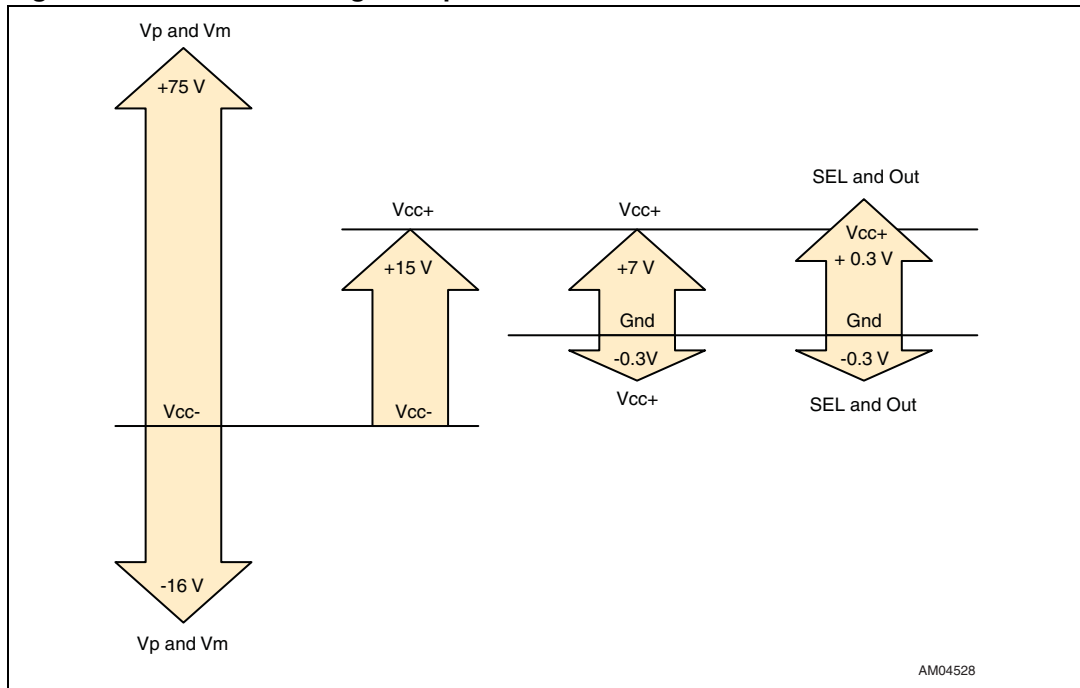 Vp and Vm
+75 V
Vcc-
-16 V
Vp and Vm
Vcc+
+15 V
Vcc-
Vcc+
+7 V
Gnd
-0.3V
Vcc+
SEL and Out
Vcc+
+ 0.3 V
Gnd
-0.3 V
SEL and Out
AM04528